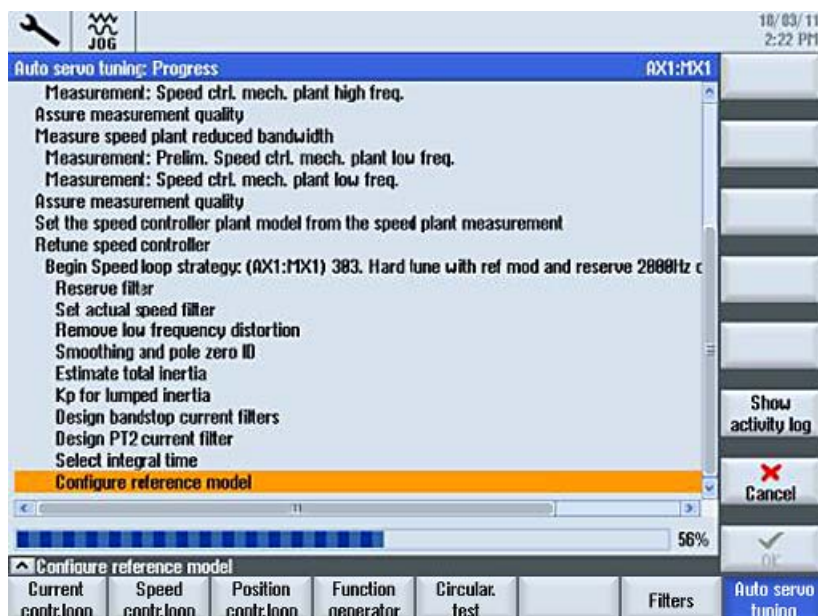 JOG
10/03/11
2:22 PM
Auto servo tuning: Progress AX1:MX1
Measurement: Speed ctrl. mech. plant high freq.
Assure measurement quality
Measure speed plant reduced bandwidth
Measurement: Prelim. Speed ctrl. mech. plant low freq.
Measurement: Speed ctrl. mech. plant low freq.
Assure measurement quality
Set the speed controller plant model from the speed plant measurement
Retune speed controller
Begin Speed loop strategy: (AX1:MX1) 303. Hard tune with ref mod and reserve 2000Hz c
Reserve filter
Set actual speed filter
Remove low frequency distortion
Smoothing and pole zero ID
Estimate total inertia
Kp for lumped inertia
Design bandstop current filters
Design PT2 current filter
Select integral time
Configure reference model
Show
activity log
Cancel
56%
OK
Configure reference model
Current contr.loop
Speed contr.loop
Position contr.loop
Function generator
Circular. test
Filters
Auto servo tuning